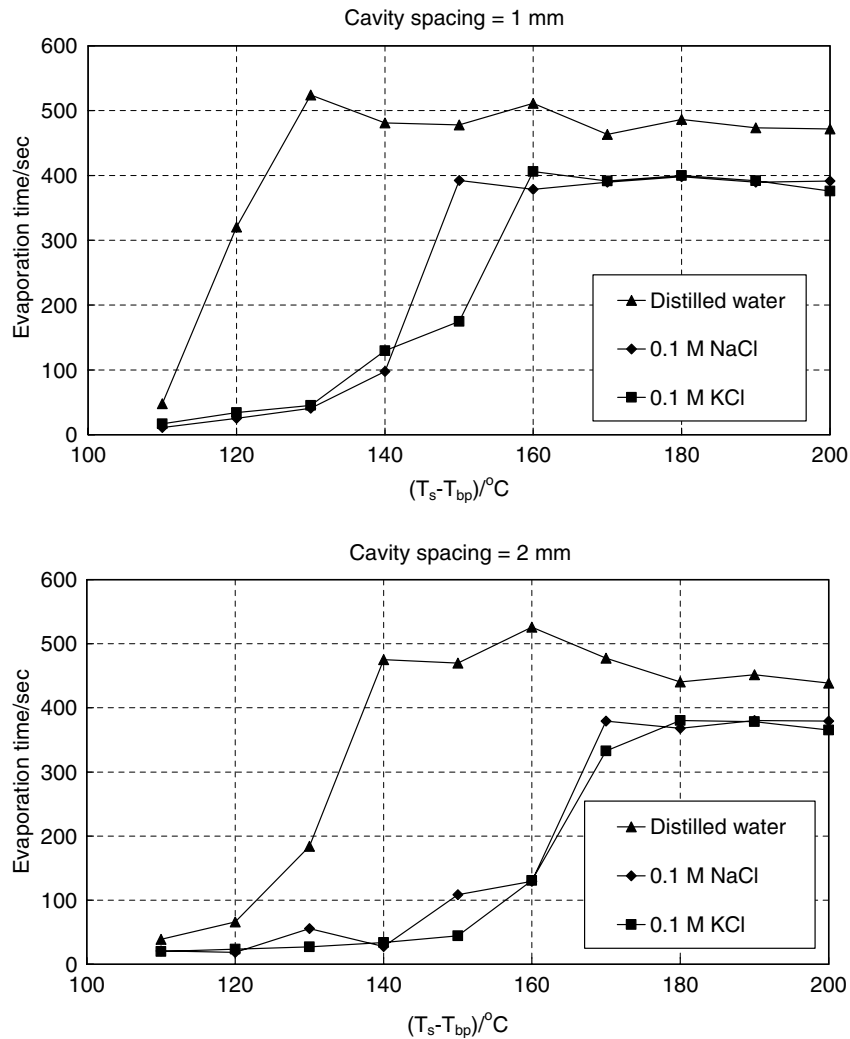 Cavity spacing = 1 mm
600
500
400
300
200
100
0
Evaporation time/sec
Distilled water
0.1 M NaCl
0.1 M KCl
100 120 140 160 180 200
(Ts-Tbp)/°C
Cavity spacing = 2 mm
600
500
400
300
200
100
0
Evaporation time/sec
Distilled water
0.1 M NaCl
0.1 M KCl
100 120 140 160 180 200
(Ts-Tbp)/°C